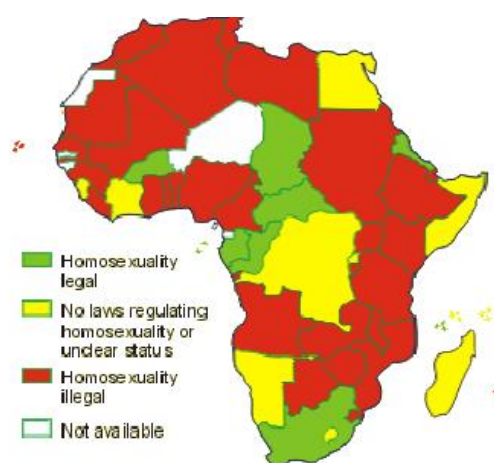 Homosexuality
legal
No laws regulating
homosexuality or
unclear status
Homosexuality
illegal
Not available